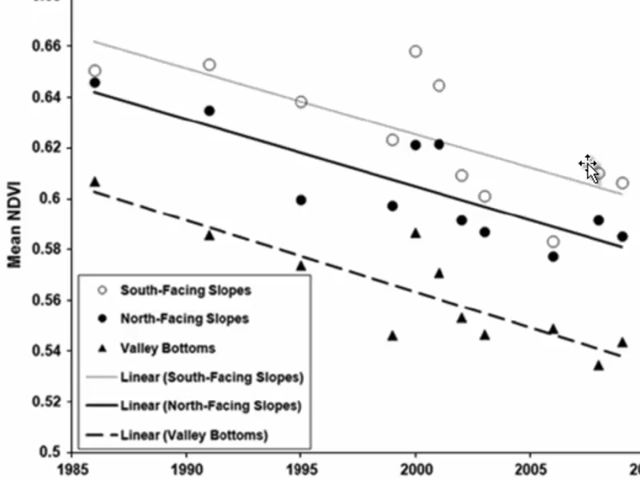 0.66
0.64
0.62
0.6
0.58
0.56
0.54
0.52
0.5
Mean NDVI
South-Facing Slopes
North-Facing Slopes
Valley Bottoms
Linear (South-Facing Slopes)
Linear (North-Facing Slopes)
Linear (Valley Bottoms)
1985 1990 1995 2000 2005